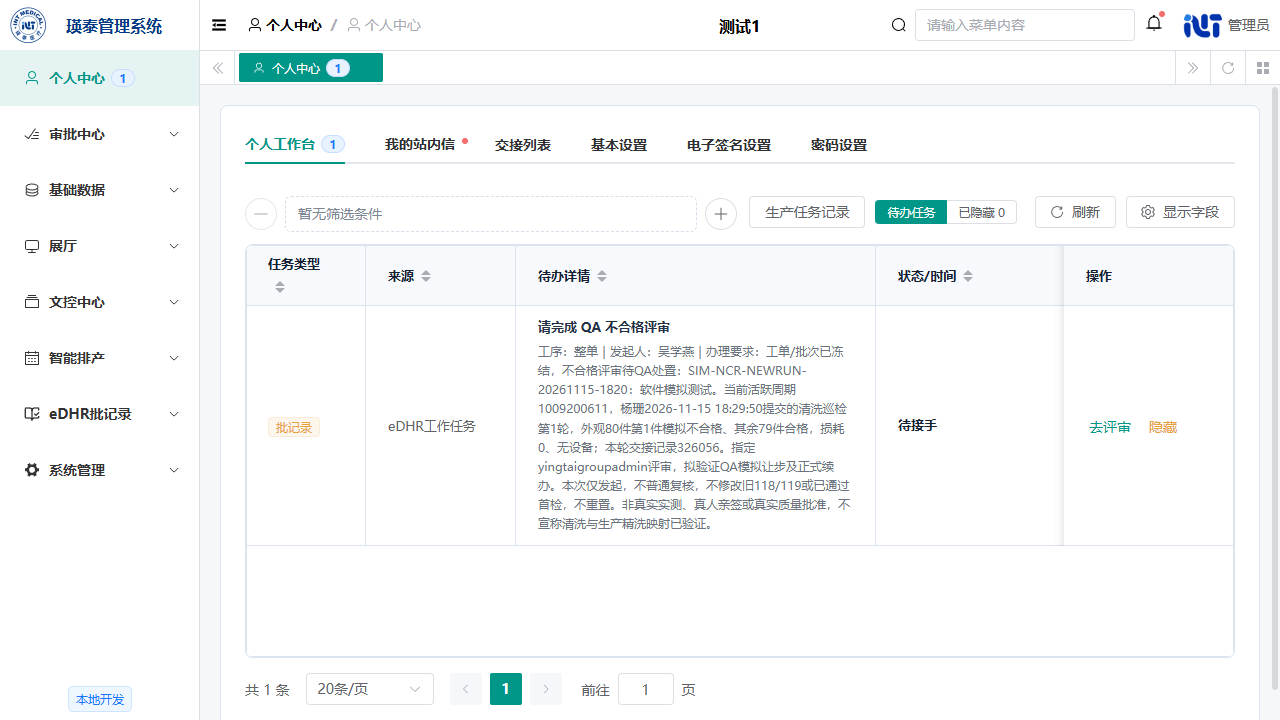 瑛泰管理系统
个人中心 / 个人中心
测试1
请输入菜单内容
管理员
个人中心 1
审批中心
基础数据
展厅
文控中心
智能排产
eDHR批记录
系统管理
本地开发
个人中心 1
个人工作台 1
我的站内信
交接列表
基本设置
电子签名设置
密码设置
暂无筛选条件
生产任务记录
待办任务
已隐藏 0
刷新
显示字段
任务类型
来源
待办详情
状态/时间
操作
批记录
eDHR工作任务
请完成 QA 不合格评审
工序：整单 | 发起人：吴学燕 | 办理要求：工单/批次已冻
结，不合格评审待QA处置：SIM-NCR-NEWRUN-
20261115-1820：软件模拟测试。当前活跃周期
1009200611，杨珊2026-11-15 18:29:50提交的清洗巡检
第1轮，外观80件第1件模拟不合格、其余79件合格，损耗
0、无设备；本轮交接记录326056。指定
yingtaigroupadmin评审，拟验证QA模拟让步及正式续
办。本次仅发起，不普通复核，不修改旧118/119或已通过
首检，不重置。非真实实测、真人亲签或真实质量批准，不
宣称清洗与生产精洗映射已验证。
待接手
去评审
隐藏
共 1 条
20条/页
1
前往
1
页